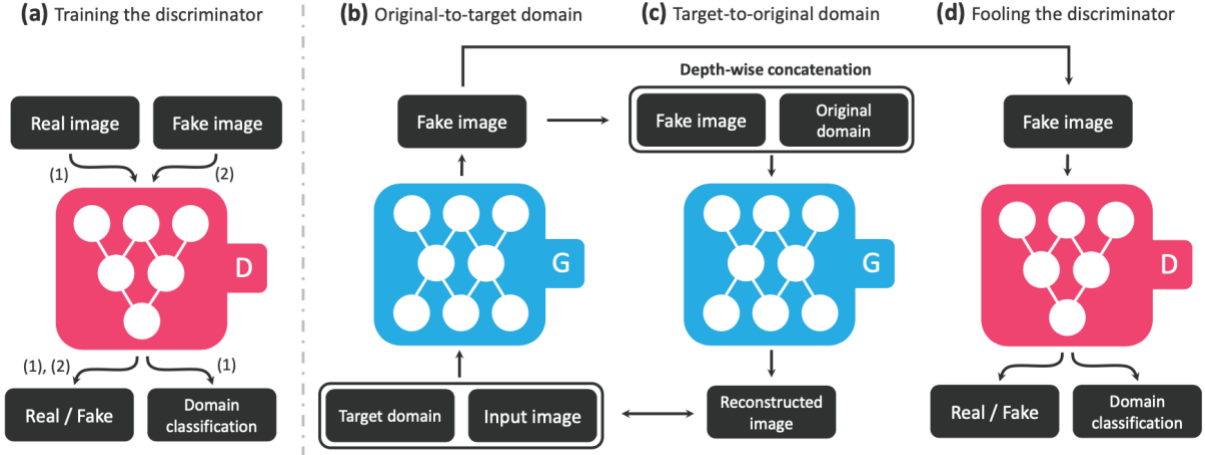 (a) Training the discriminator
(b) Original-to-target domain
(c) Target-to-original domain
(d) Fooling the discriminator
Depth-wise concatenation
Real image
Fake image
(1)
(2)
D
(1), (2)
(1)
Real / Fake
Domain
classification
Fake image
G
Target domain
Input image
Fake image
Original
domain
G
Reconstructed
image
Fake image
D
Real / Fake
Domain
classification